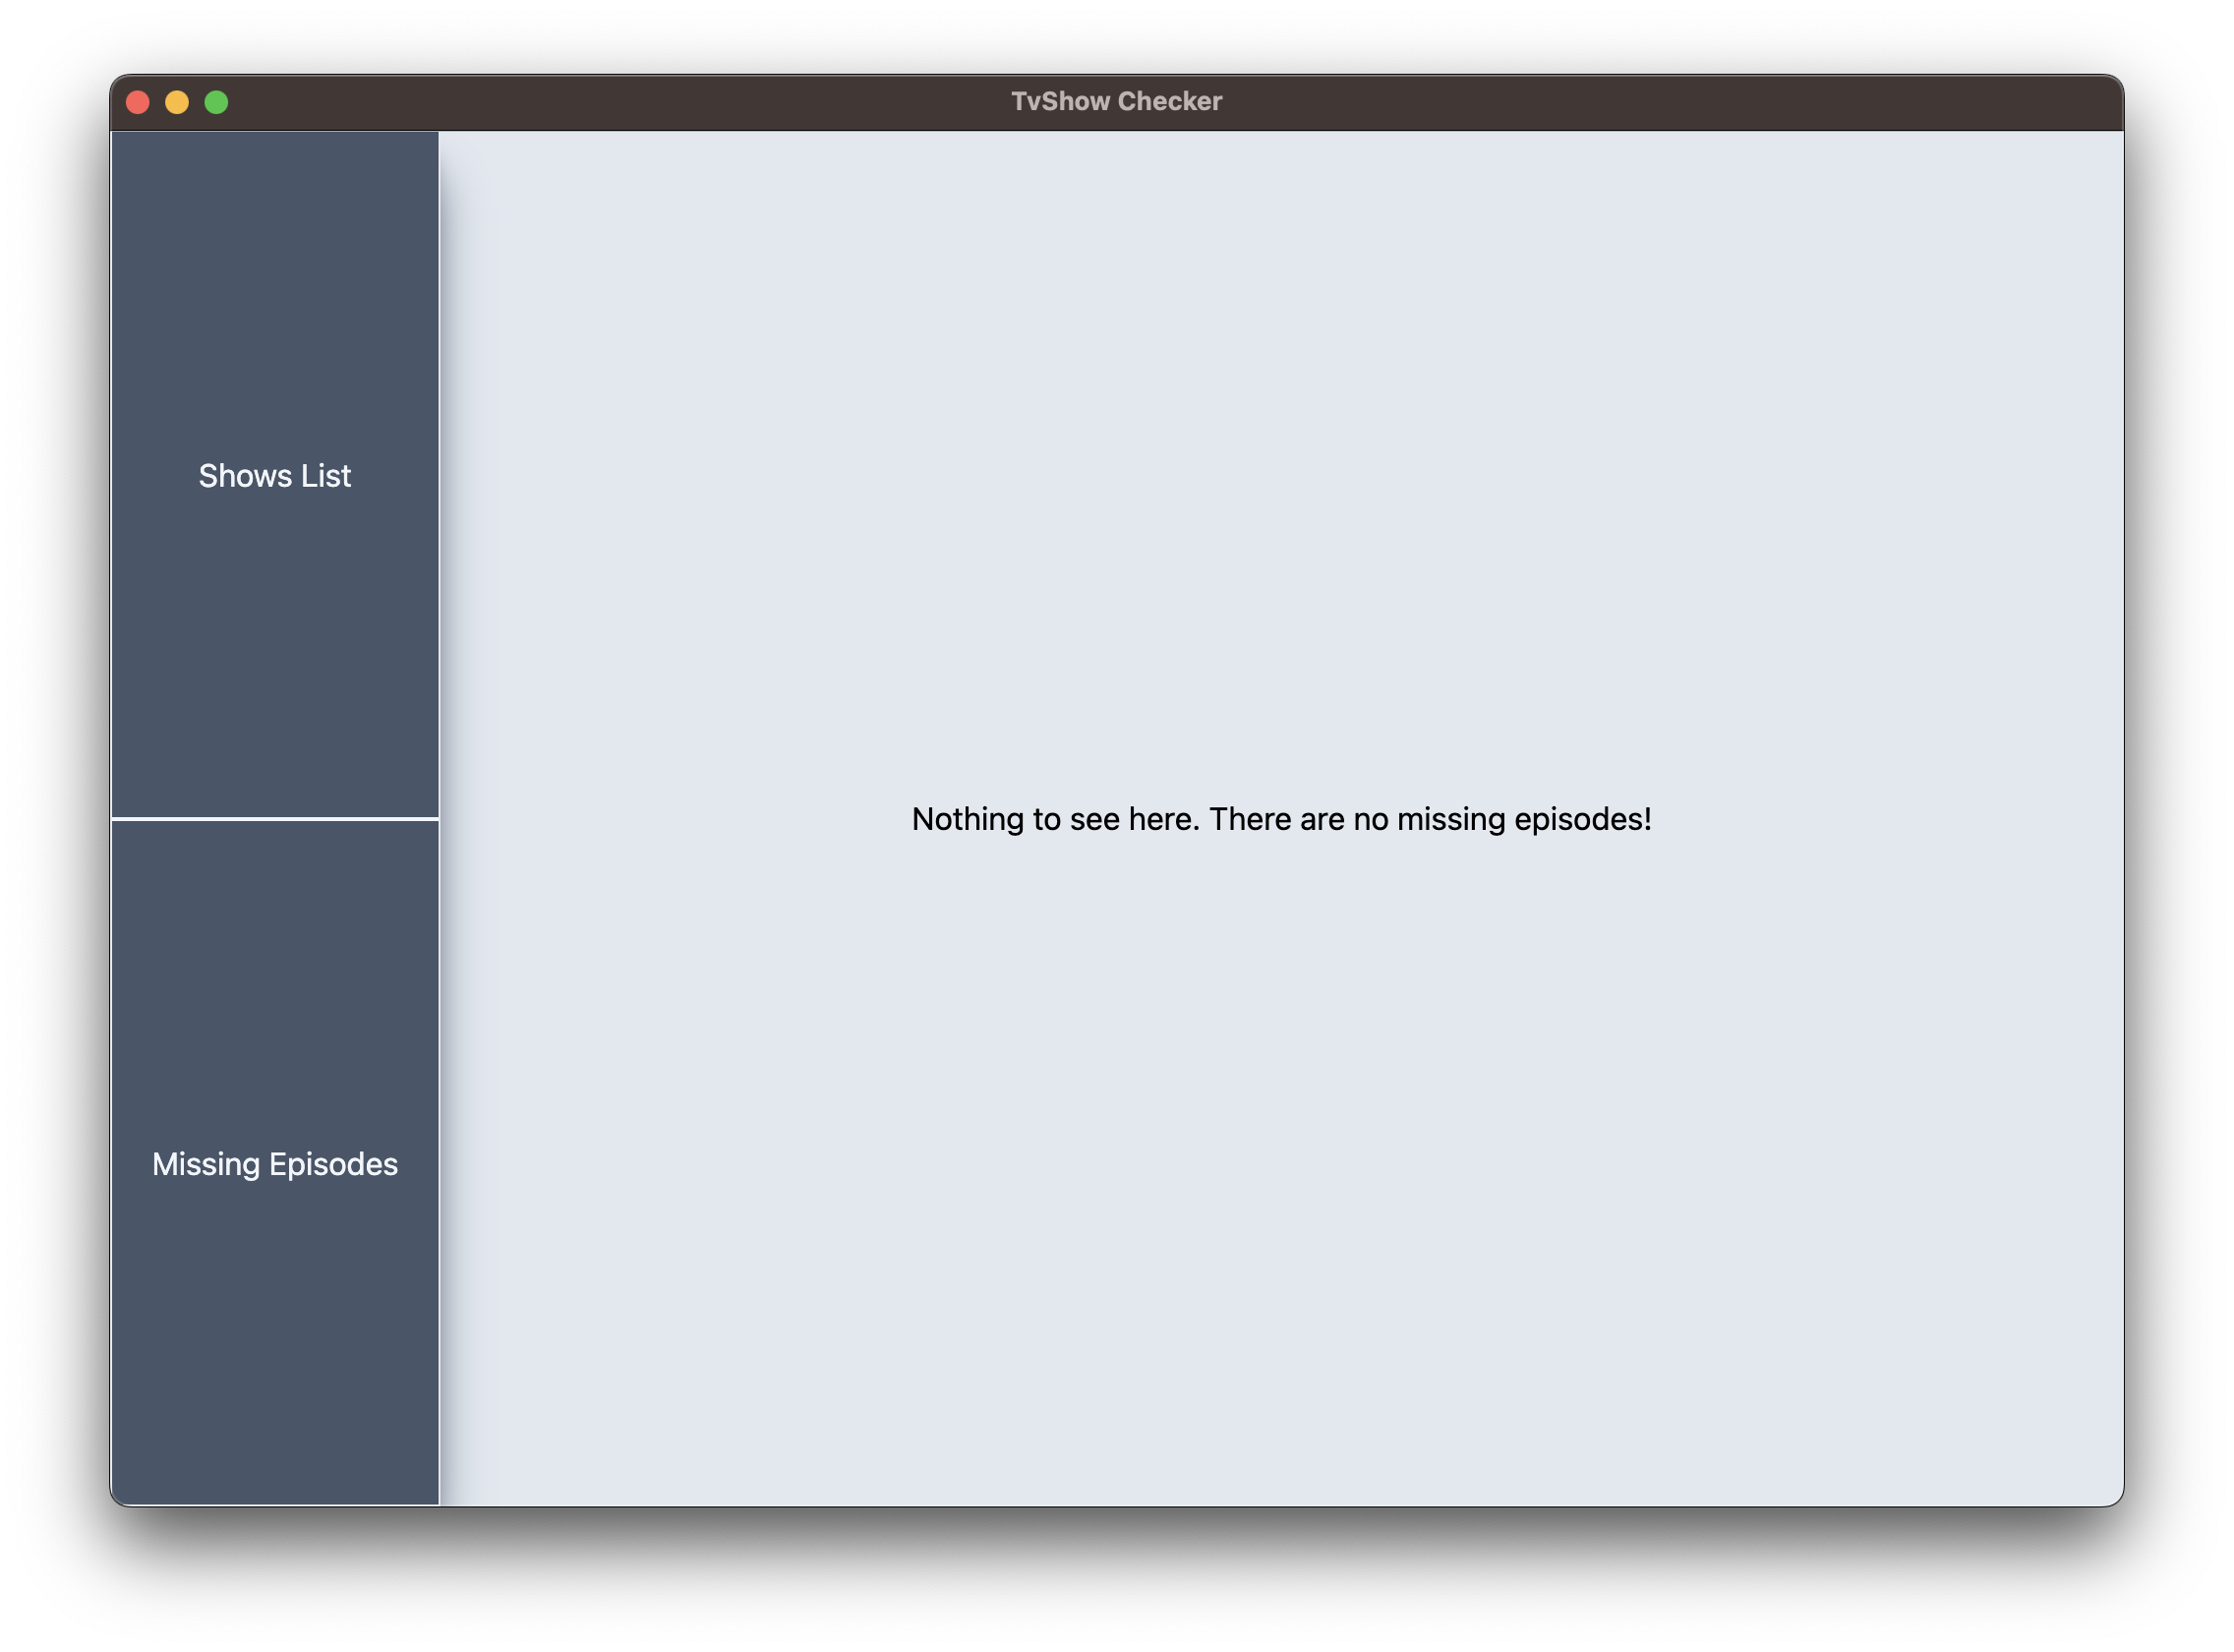 TvShow Checker
Shows List
Nothing to see here. There are no missing episodes!
Missing Episodes